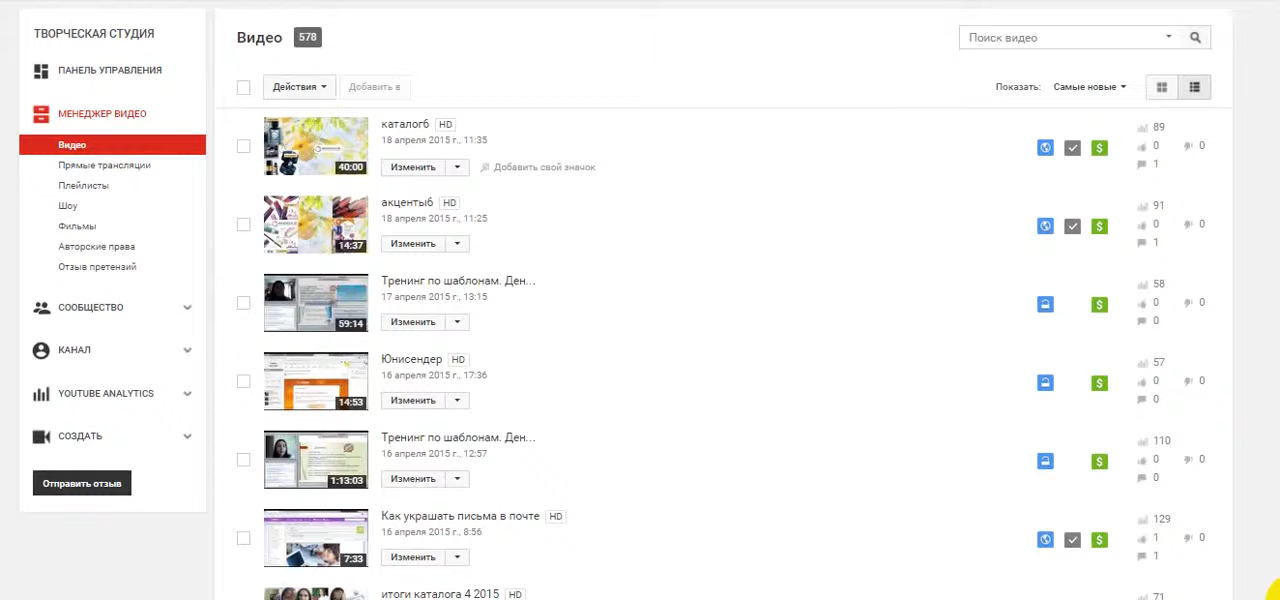 ТВОРЧЕСКАЯ СТУДИЯ
ПАНЕЛЬ УПРАВЛЕНИЯ
МЕНЕДЖЕР ВИДЕО
Видео
Прямые трансляции
Плейлисты
Шоу
Фильмы
Авторские права
Отзыв претензий
СООБЩЕСТВО
КАНАЛ
YOUTUBE ANALYTICS
СОЗДАТЬ
Отправить отзыв
Видео 578
Поиск видео
Действия Добавить в
Показать: Самые новые
каталог6 HD
18 апреля 2015 г., 11:35
40:00
Изменить Добавить свой значок
89
0 0
1
акценты6 HD
18 апреля 2015 г., 11:25
14:37
Изменить
91
0 0
1
Тренинг по шаблонам. Ден...
17 апреля 2015 г., 13:15
59:14
Изменить
58
0 0
0
Юнисендер HD
16 апреля 2015 г., 17:36
14:53
Изменить
57
0 0
0
Тренинг по шаблонам. Ден...
16 апреля 2015 г., 12:57
1:13:03
Изменить
110
0 0
0
Как украшать письма в почте HD
16 апреля 2015 г., 8:56
7:33
Изменить
129
1 0
1
итоги каталога 4 2015 HD
71